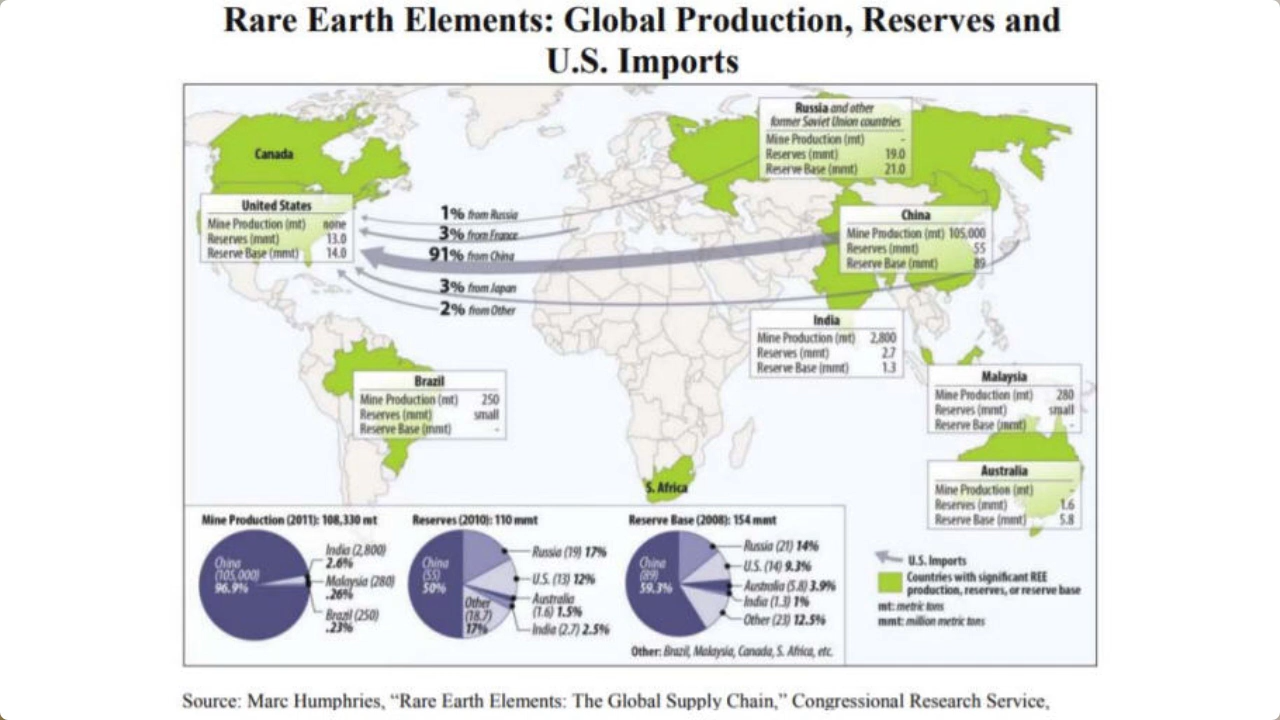 Rare Earth Elements: Global Production, Reserves and
U.S. Imports
Canada
Russia and other
former Soviet Union countries
Mine Production (mt) -
Reserves (mmt) 19.0
Reserve Base (mmt) 21.0
United States
Mine Production (mt) none
Reserves (mmt) 13.0
Reserve Base (mmt) 14.0
1% from Russia
3% from France
91% from China
3% from Japan
2% from Other
China
Mine Production (mt) 105,000
Reserves (mmt) 55
Reserve Base (mmt) 89
India
Mine Production (mt) 2,800
Reserves (mmt) 2.7
Reserve Base (mmt) 1.3
Brazil
Mine Production (mt) 250
Reserves (mmt) small
Reserve Base (mmt) -
Malaysia
Mine Production (mt) 280
Reserves (mmt) small
Reserve Base (mmt) -
S. Africa
Australia
Mine Production (mt) -
Reserves (mmt) 1.6
Reserve Base (mmt) 5.8
Mine Production (2011): 108,330 mt
China
(105,000)
96.9%
India (2,800)
2.6%
Malaysia (280)
.26%
Brazil (250)
.23%
Reserves (2010): 110 mmt
China
(55)
50%
Russia (19) 17%
U.S. (13) 12%
Australia
(1.6) 1.5%
India (2.7) 2.5%
Other
(18.7)
17%
Reserve Base (2008): 154 mmt
China
(89)
59.3%
Russia (21) 14%
U.S. (14) 9.3%
Australia (5.8) 3.9%
India (1.3) 1%
Other (23) 12.5%
Other: Brazil, Malaysia, Canada, S. Africa, etc.
U.S. Imports
Countries with significant REE
production, reserves, or reserve base
mt: metric tons
mmt: million metric tons
Source: Marc Humphries, “Rare Earth Elements: The Global Supply Chain,” Congressional Research Service,